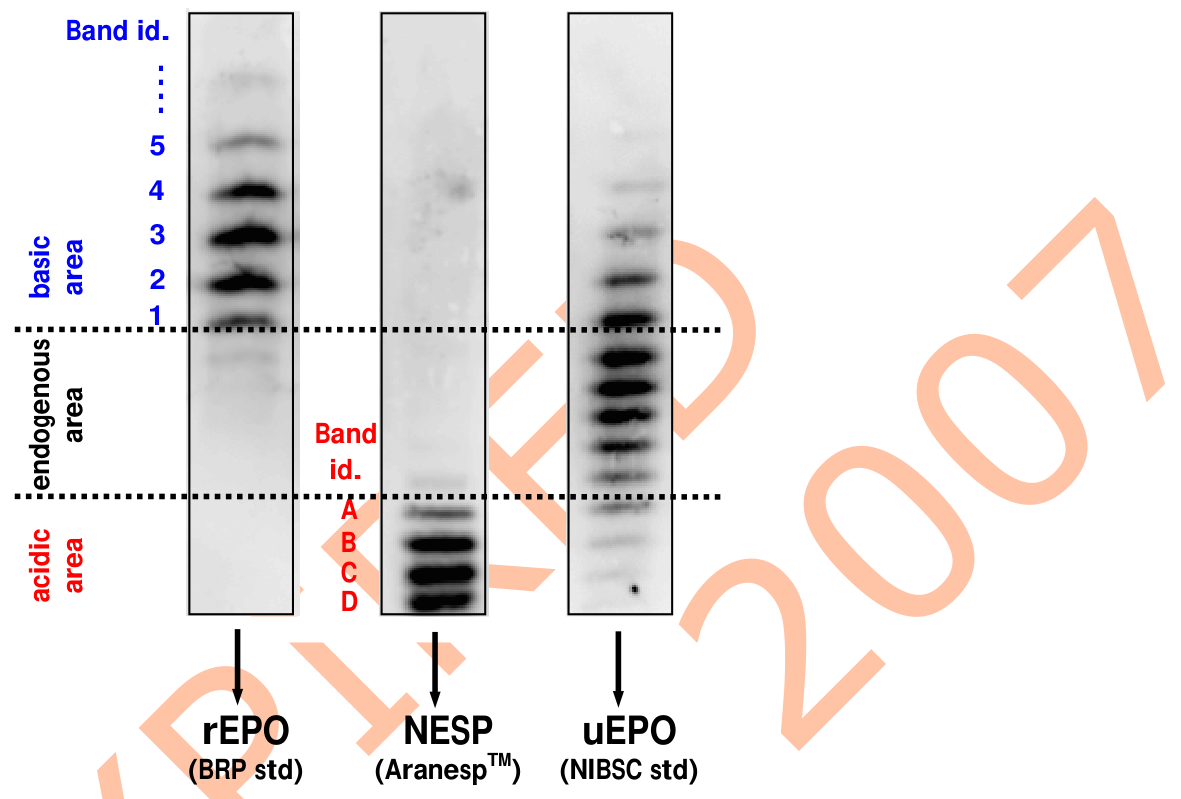 Band id.
5
4
3
2
1
basic
area
endogenous
area
Band
id.
A
B
C
D
acidic
area
rEPO
(BRP std)
NESP
(Aranesp™)
uEPO
(NIBSC std)
2007